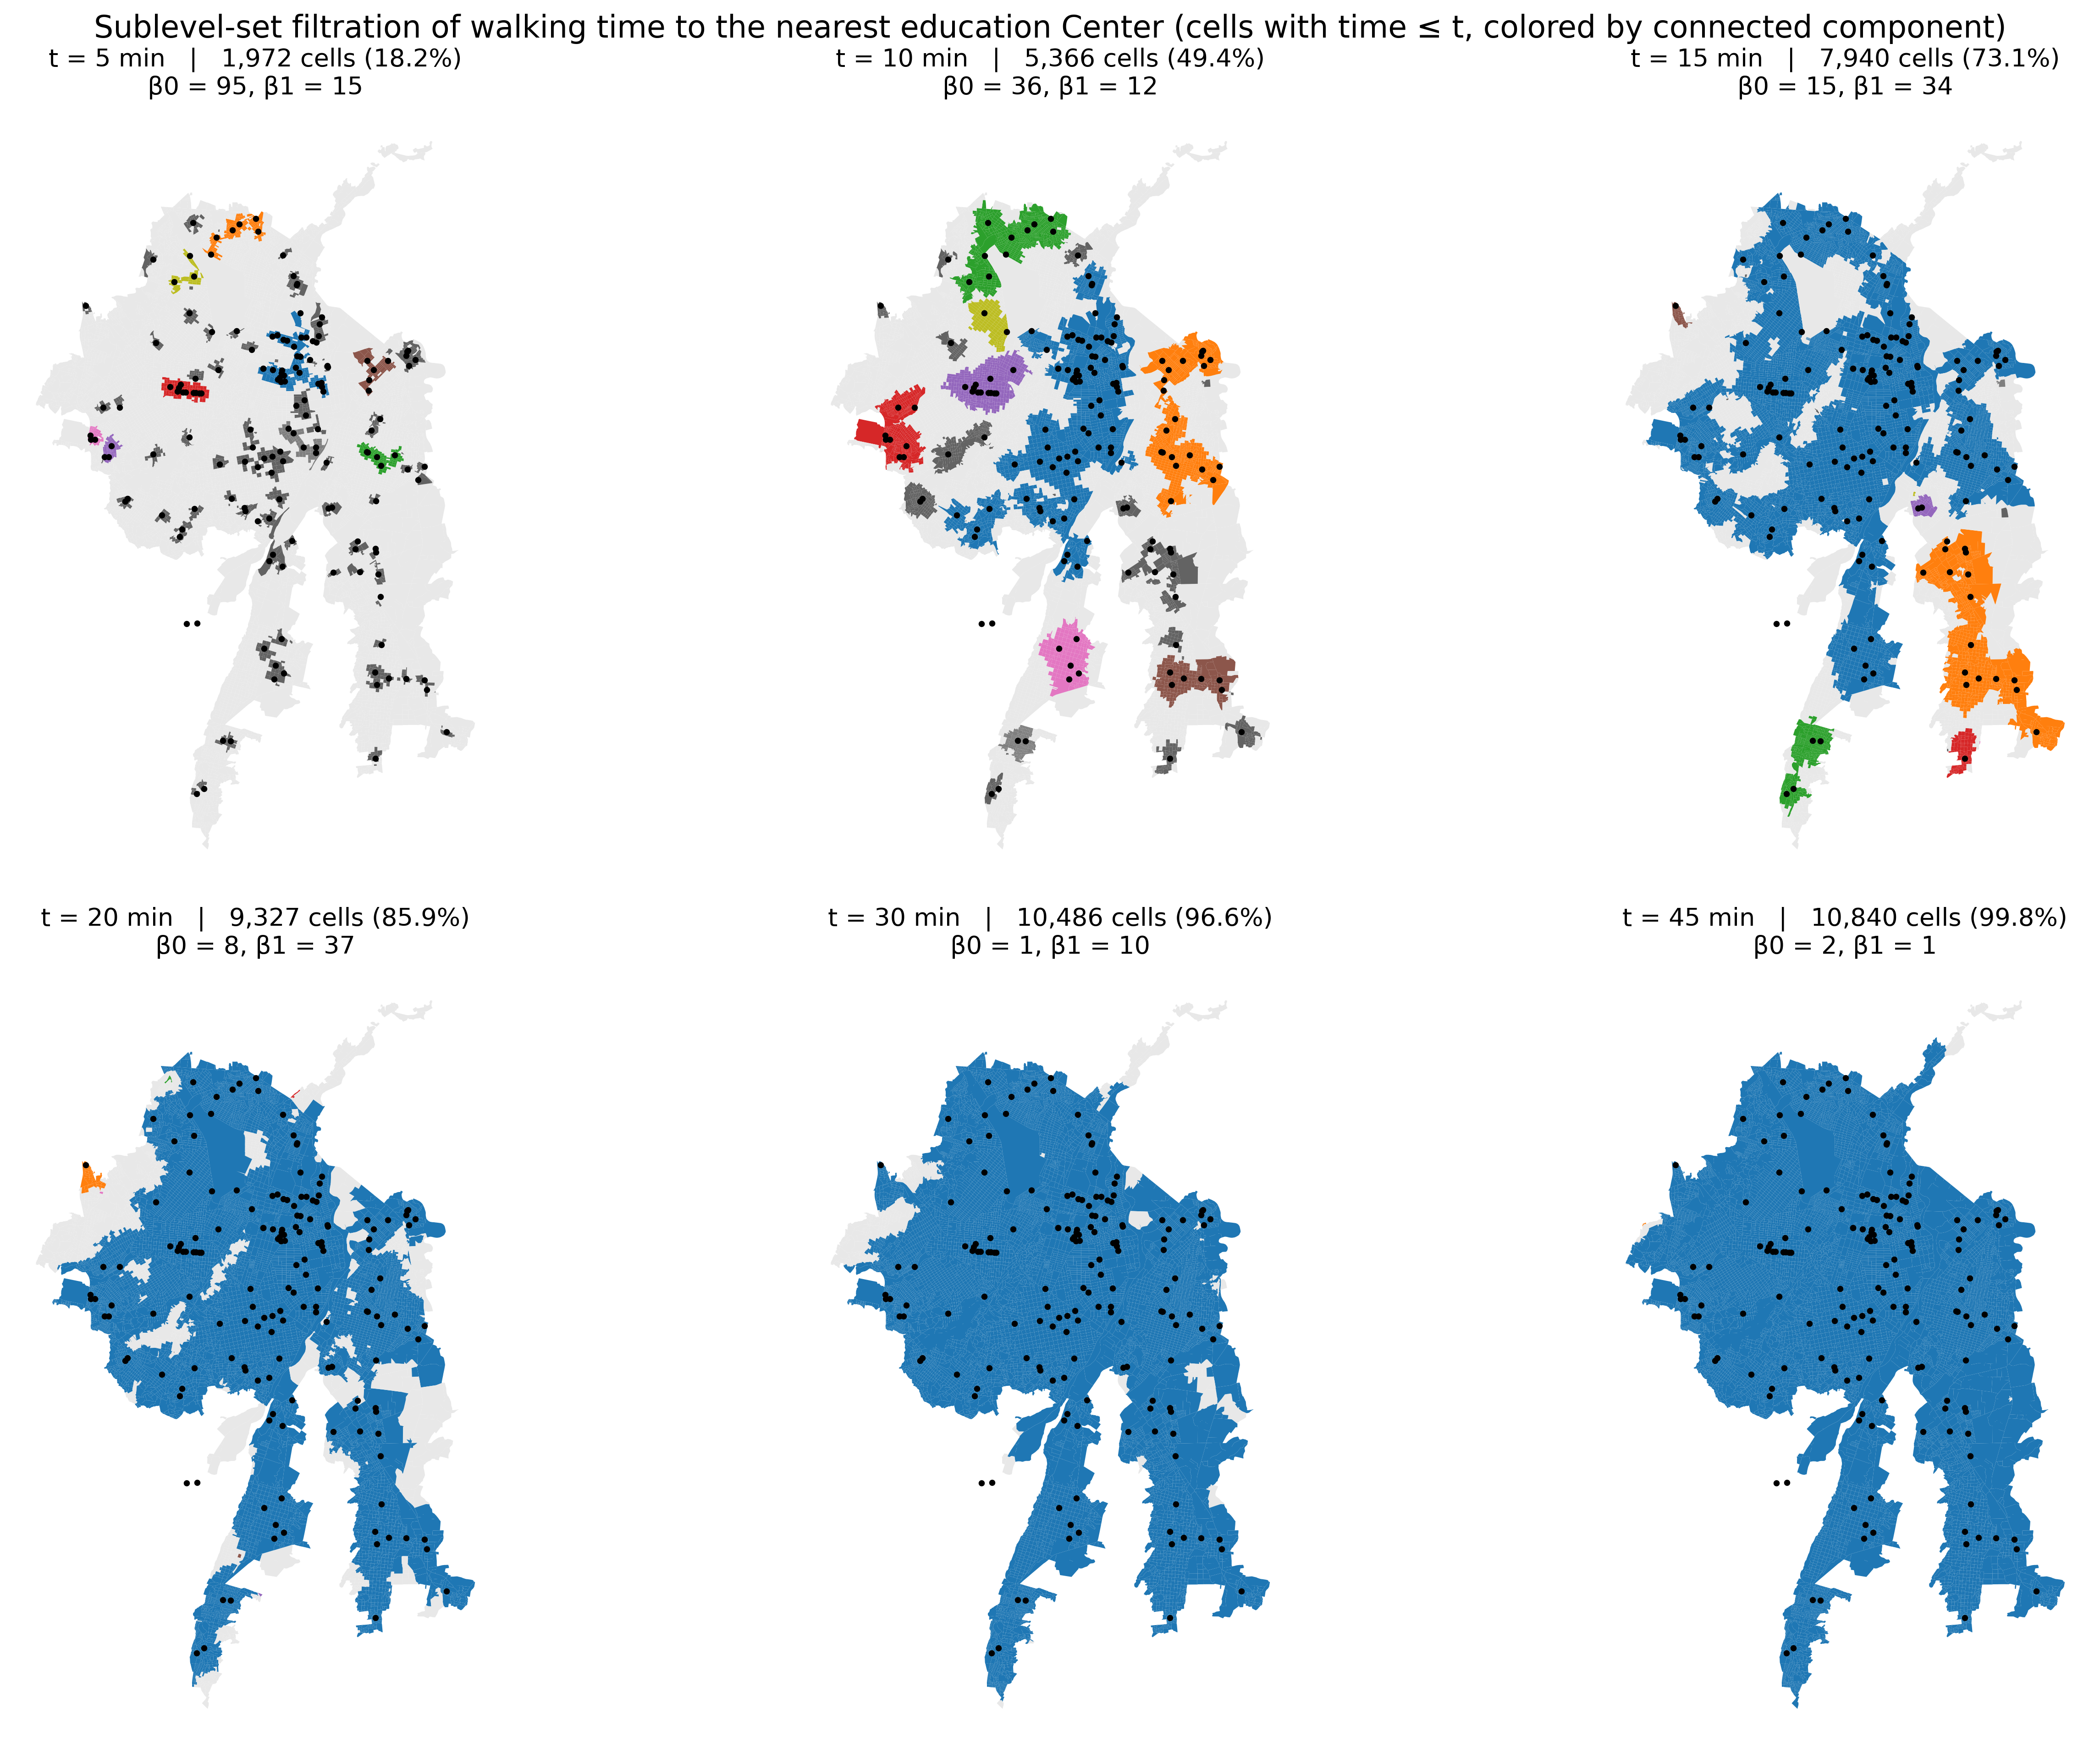 Sublevel-set filtration of walking time to the nearest education Center (cells with time ≤ t, colored by connected component)
t = 5 min   |   1,972 cells (18.2%)
β0 = 95, β1 = 15
t = 10 min   |   5,366 cells (49.4%)
β0 = 36, β1 = 12
t = 15 min   |   7,940 cells (73.1%)
β0 = 15, β1 = 34
t = 20 min   |   9,327 cells (85.9%)
β0 = 8, β1 = 37
t = 30 min   |   10,486 cells (96.6%)
β0 = 1, β1 = 10
t = 45 min   |   10,840 cells (99.8%)
β0 = 2, β1 = 1